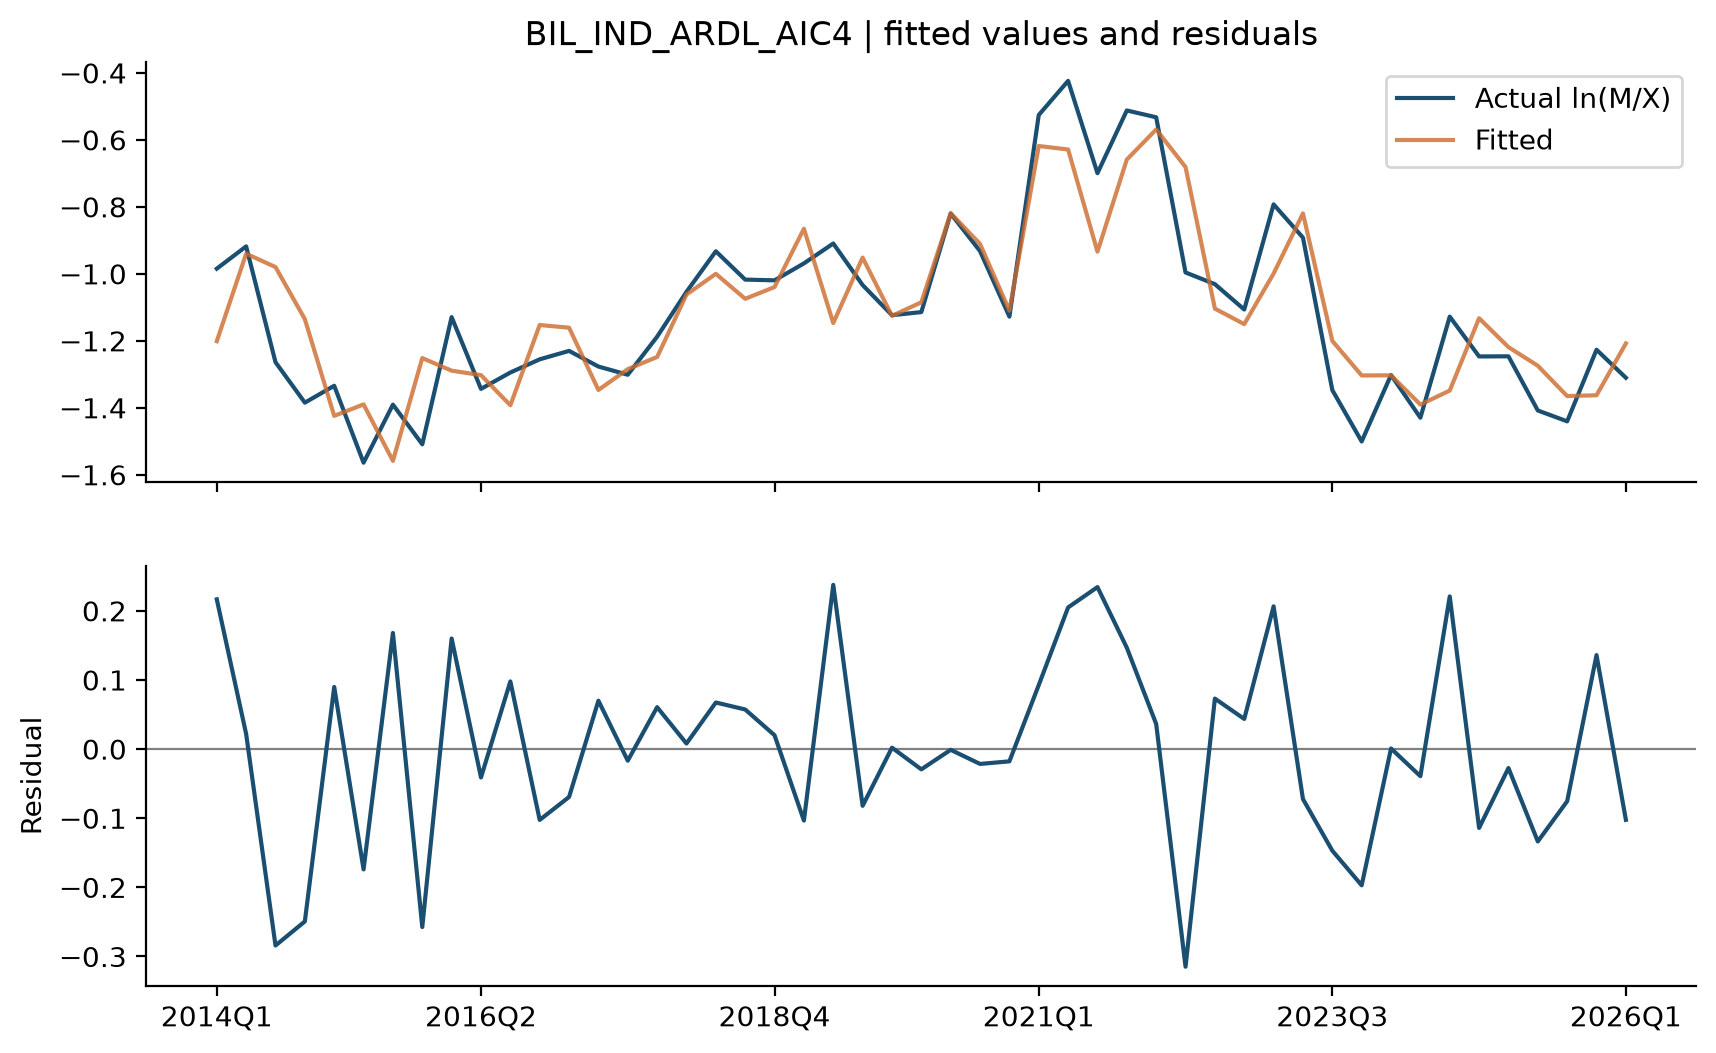 BIL_IND_ARDL_AIC4 | fitted values and residuals
−0.4
−0.6
−0.8
−1.0
−1.2
−1.4
−1.6
Actual ln(M/X)
Fitted
Residual
0.2
0.1
0.0
−0.1
−0.2
−0.3
2014Q1 2016Q2 2018Q4 2021Q1 2023Q3 2026Q1